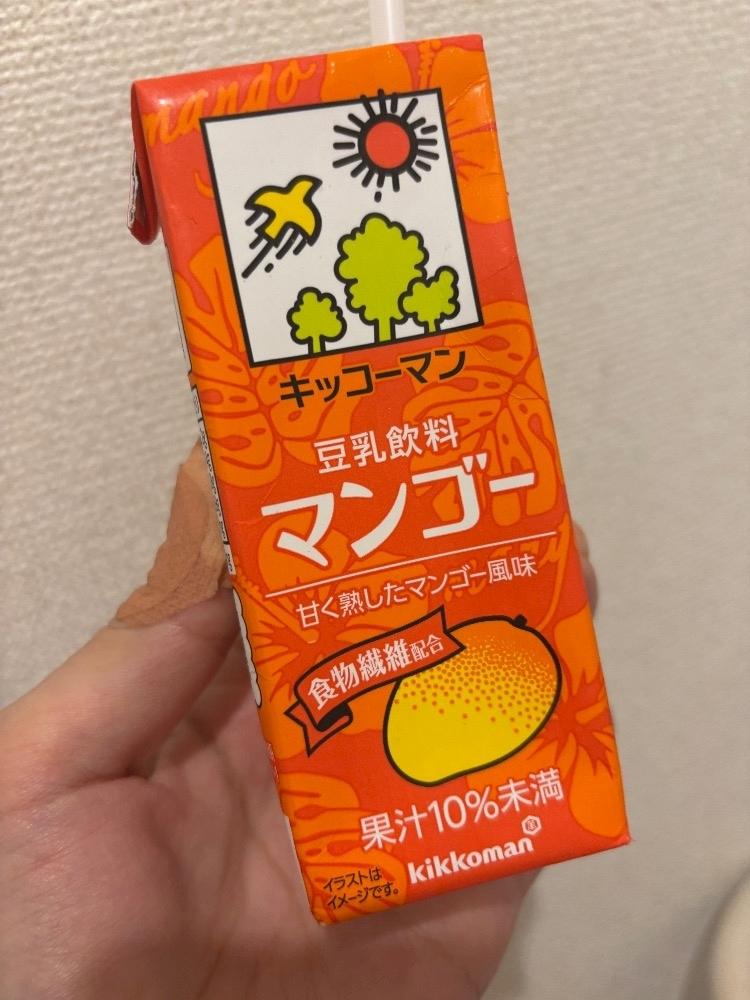 mango
キッコーマン
豆乳飲料
マンゴー
甘く熟したマンゴー風味
食物繊維配合
果汁10%未満
kikkoman
イラストは
イメージです。